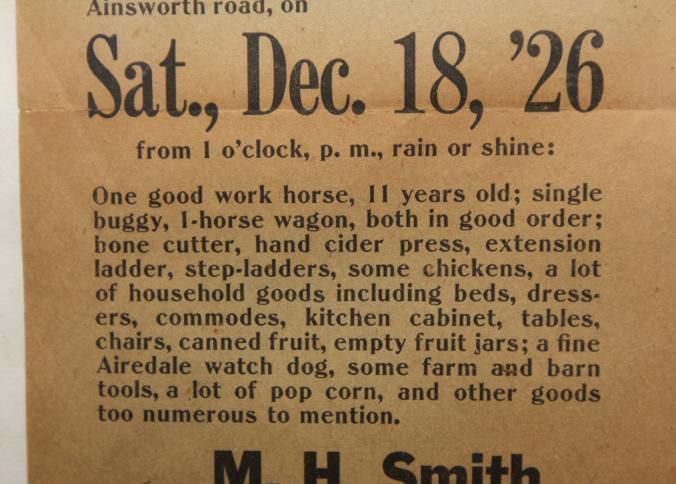 Ainsworth road, on
Sat., Dec. 18, '26
from 1 o'clock, p. m., rain or shine:
One good work horse, 11 years old; single
buggy, 1-horse wagon, both in good order;
bone cutter, hand cider press, extension
ladder, step-ladders, some chickens, a lot
of household goods including beds, dress-
ers, commodes, kitchen cabinet, tables,
chairs, canned fruit, empty fruit jars; a fine
Airedale watch dog, some farm and barn
tools, a lot of pop corn, and other goods
too numerous to mention.
M. H. Smith